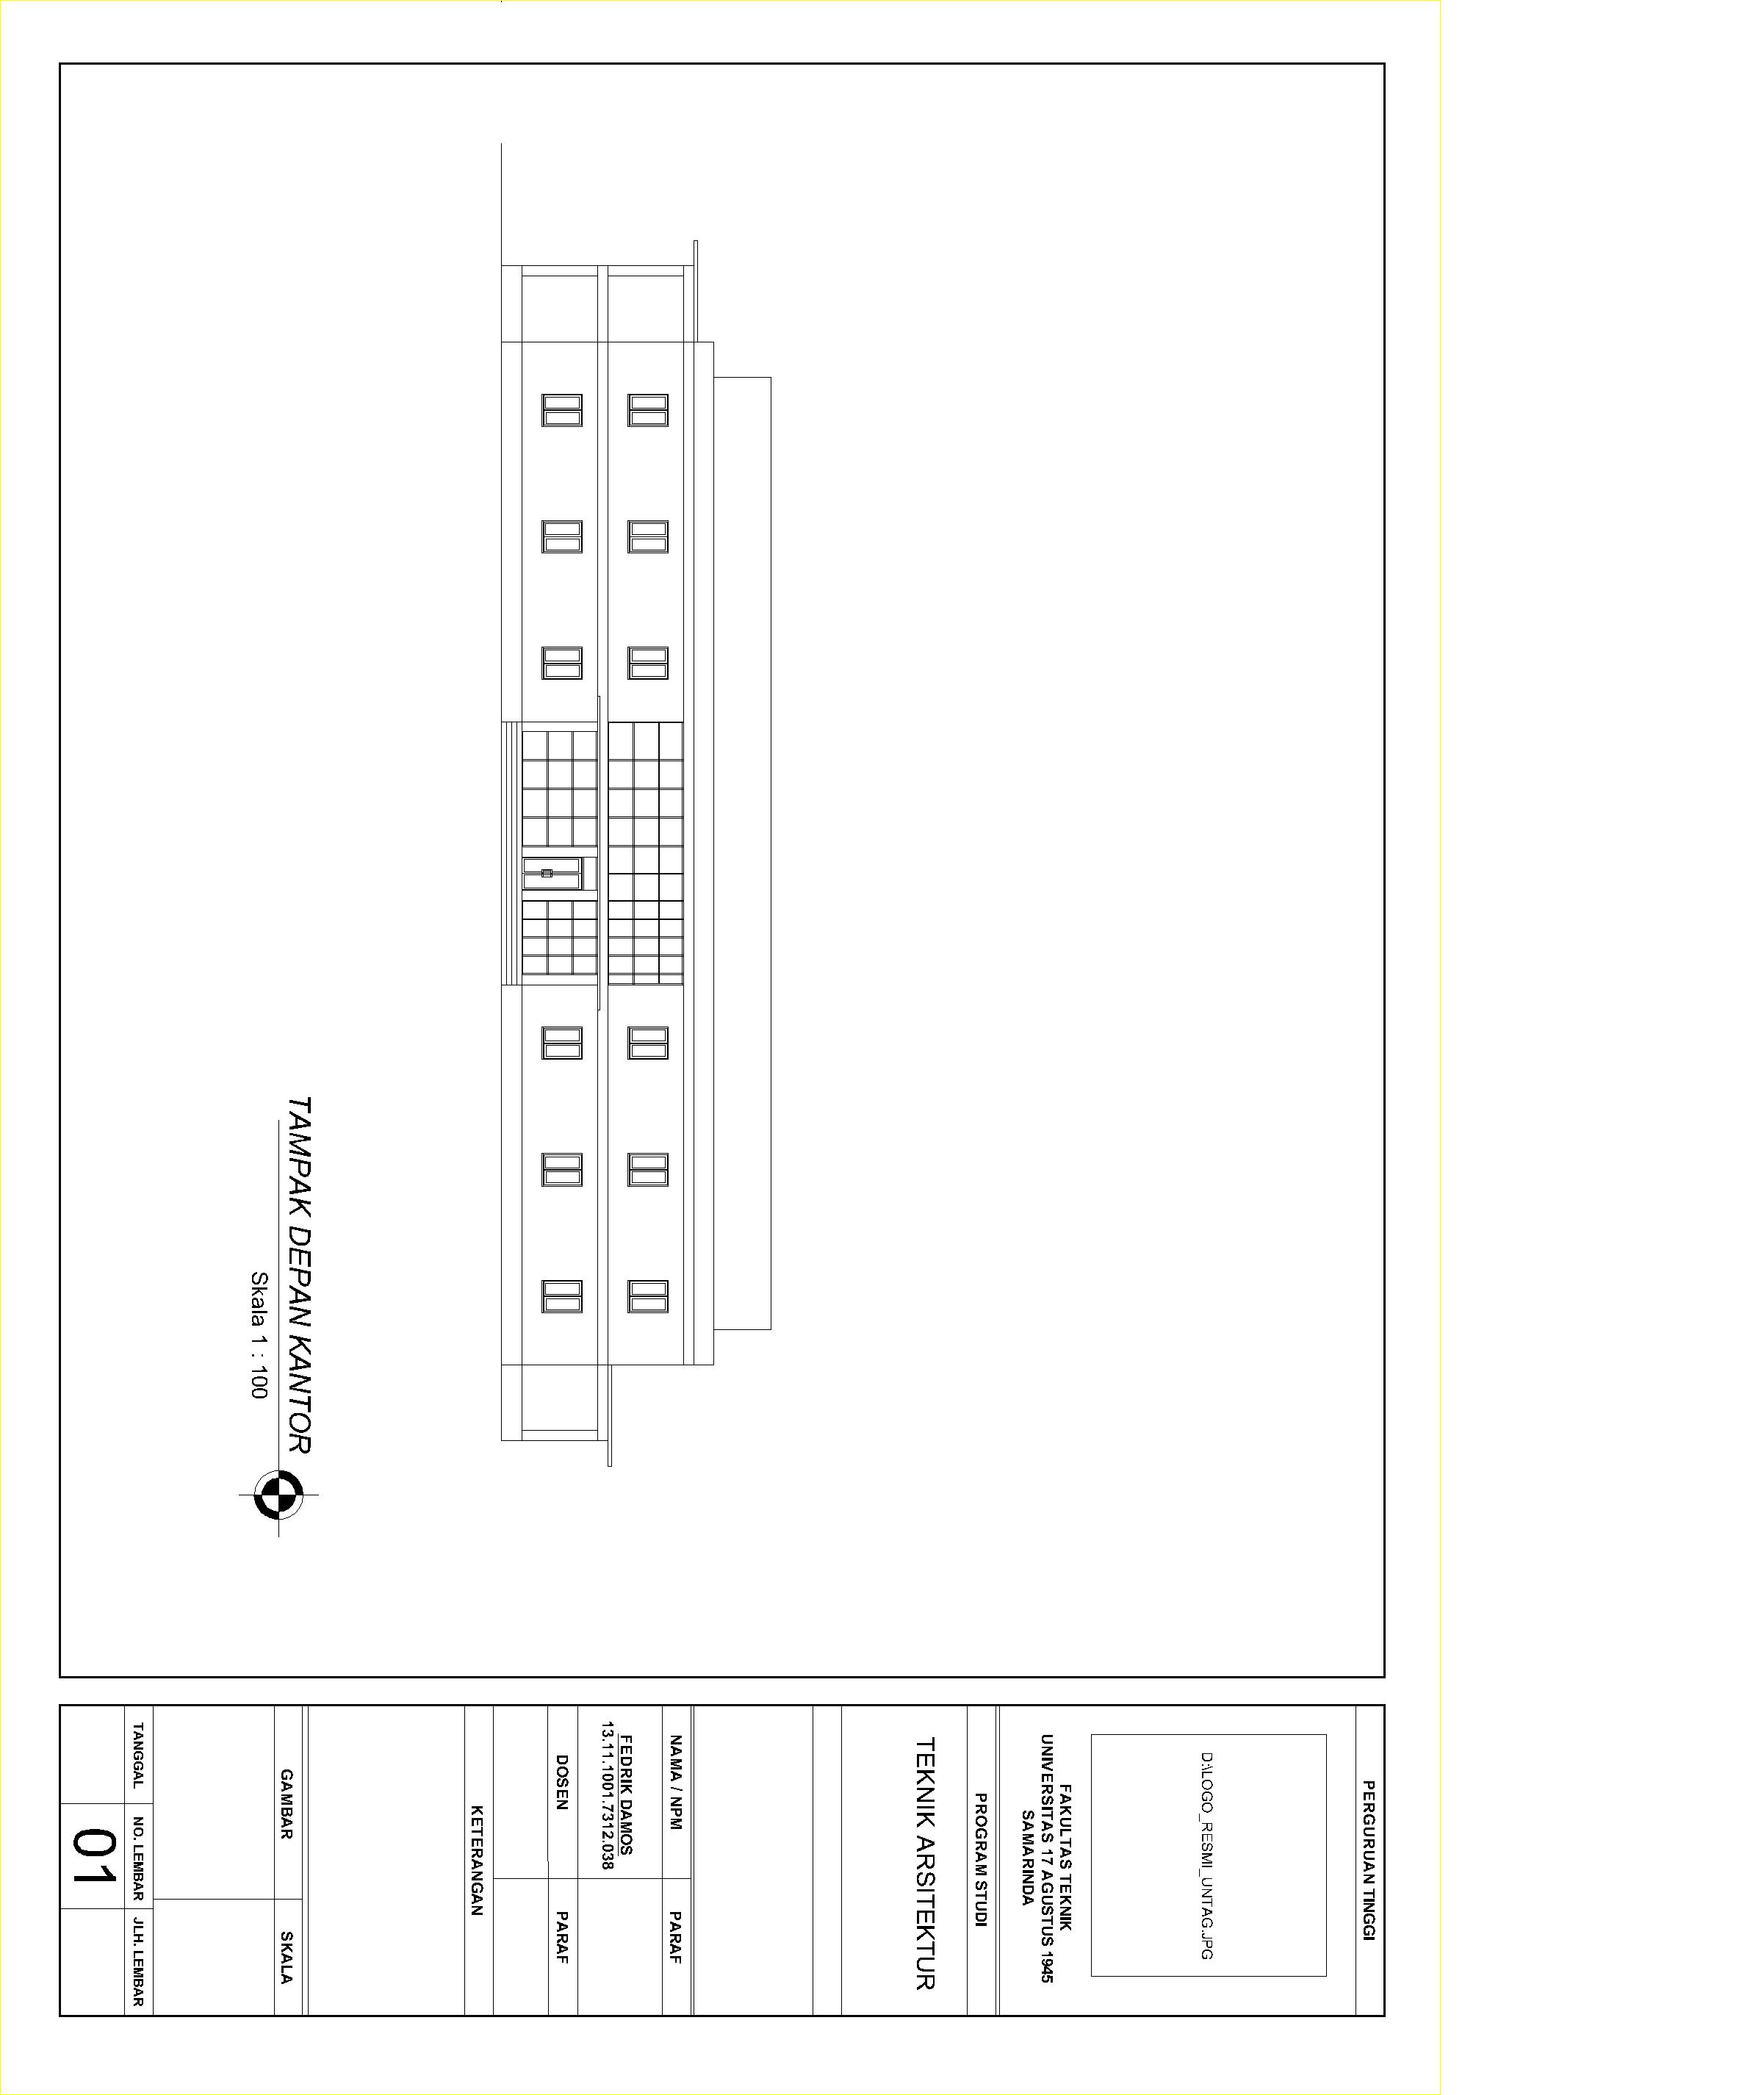 TAMPAK DEPAN KANTOR
Skala 1 : 100
PERGURUAN TINGGI
D:\LOGO_RESMI_UNTAG.JPG
FAKULTAS TEKNIK
UNIVERSITAS 17 AGUSTUS 1945
SAMARINDA
PROGRAM STUDI
TEKNIK ARSITEKTUR
NAMA / NPM PARAF
FEDRIK DAMOS
13.11.1001.7312.038
DOSEN PARAF
KETERANGAN
GAMBAR SKALA
TANGGAL NO. LEMBAR JLH. LEMBAR
01